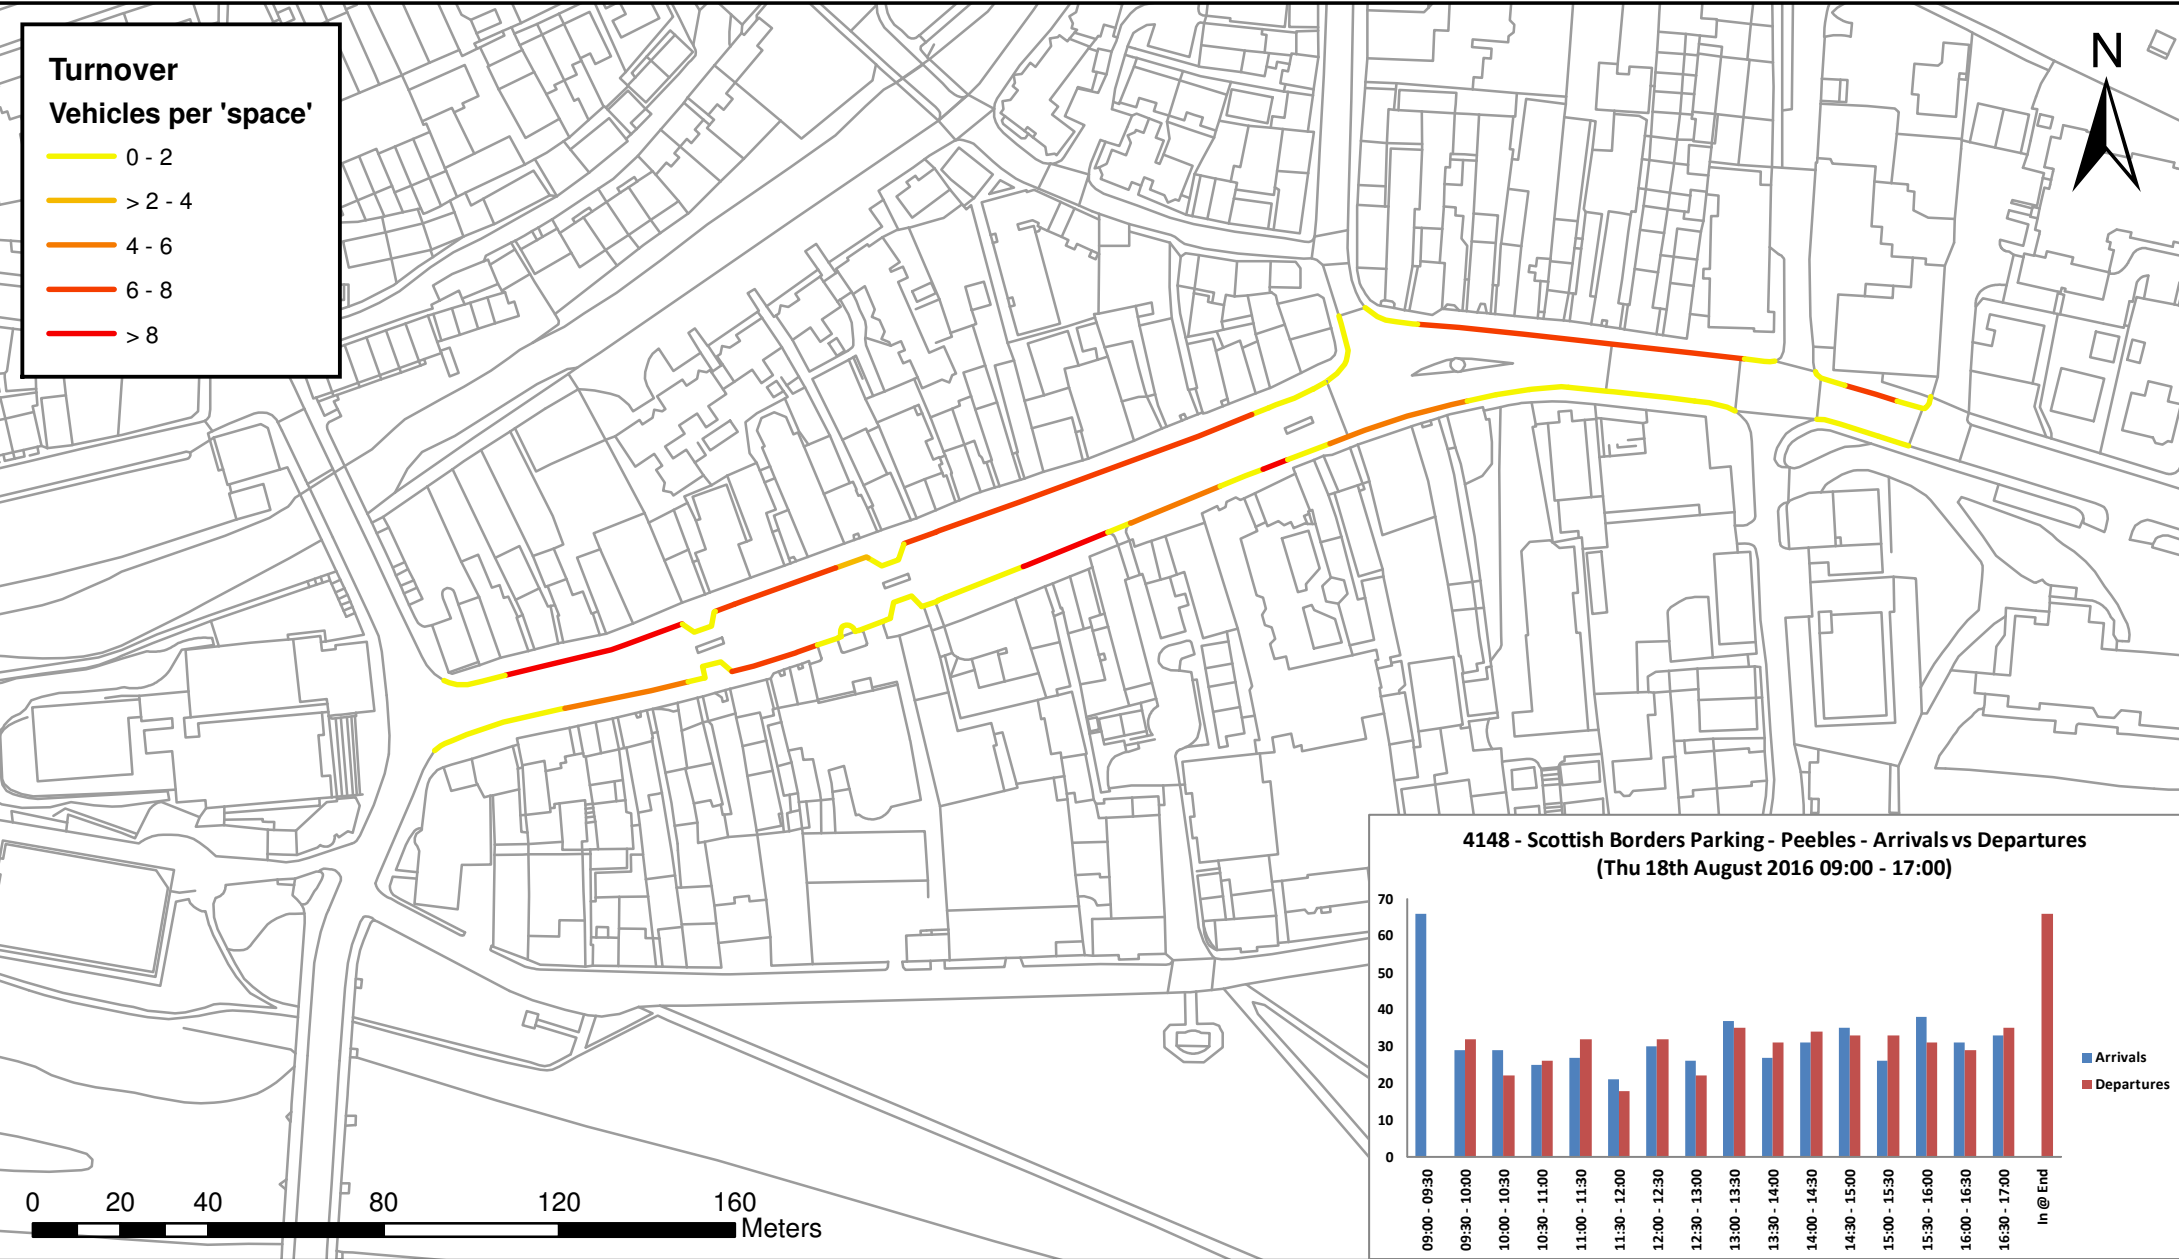 Turnover
Vehicles per 'space'
0 - 2
> 2 - 4
4 - 6
6 - 8
> 8
N
0 20 40 80 120 160
Meters
4148 - Scottish Borders Parking - Peebles - Arrivals vs Departures
(Thu 18th August 2016 09:00 - 17:00)
70
60
50
40
30
20
10
0
Arrivals
Departures
09:00 - 09:30
09:30 - 10:00
10:00 - 10:30
10:30 - 11:00
11:00 - 11:30
11:30 - 12:00
12:00 - 12:30
12:30 - 13:00
13:00 - 13:30
13:30 - 14:00
14:00 - 14:30
14:30 - 15:00
15:00 - 15:30
15:30 - 16:00
16:00 - 16:30
16:30 - 17:00
In @ End